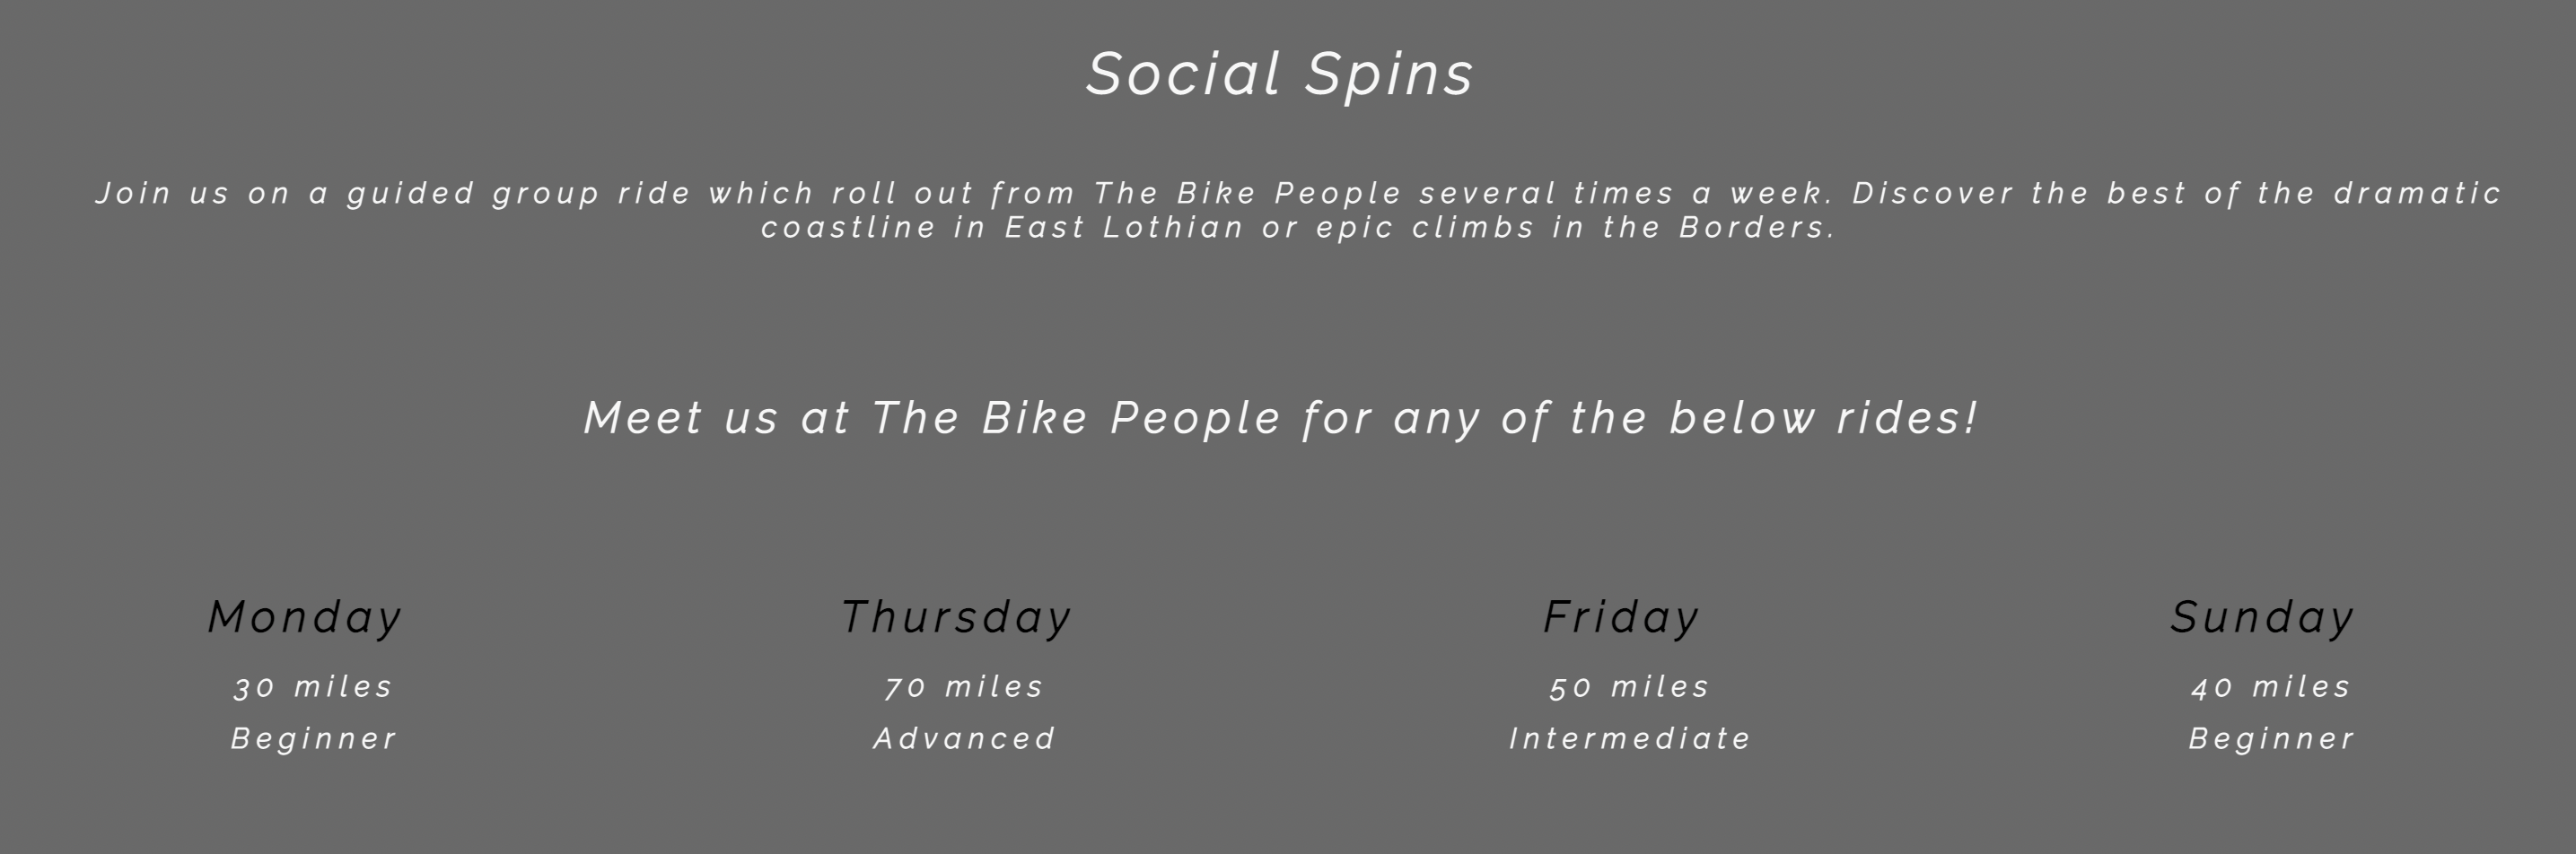 Social Spins
Join us on a guided group ride which roll out from The Bike People several times a week. Discover the best of the dramatic
coastline in East Lothian or epic climbs in the Borders.
Meet us at The Bike People for any of the below rides!
Monday
30 miles
Beginner
Thursday
70 miles
Advanced
Friday
50 miles
Intermediate
Sunday
40 miles
Beginner